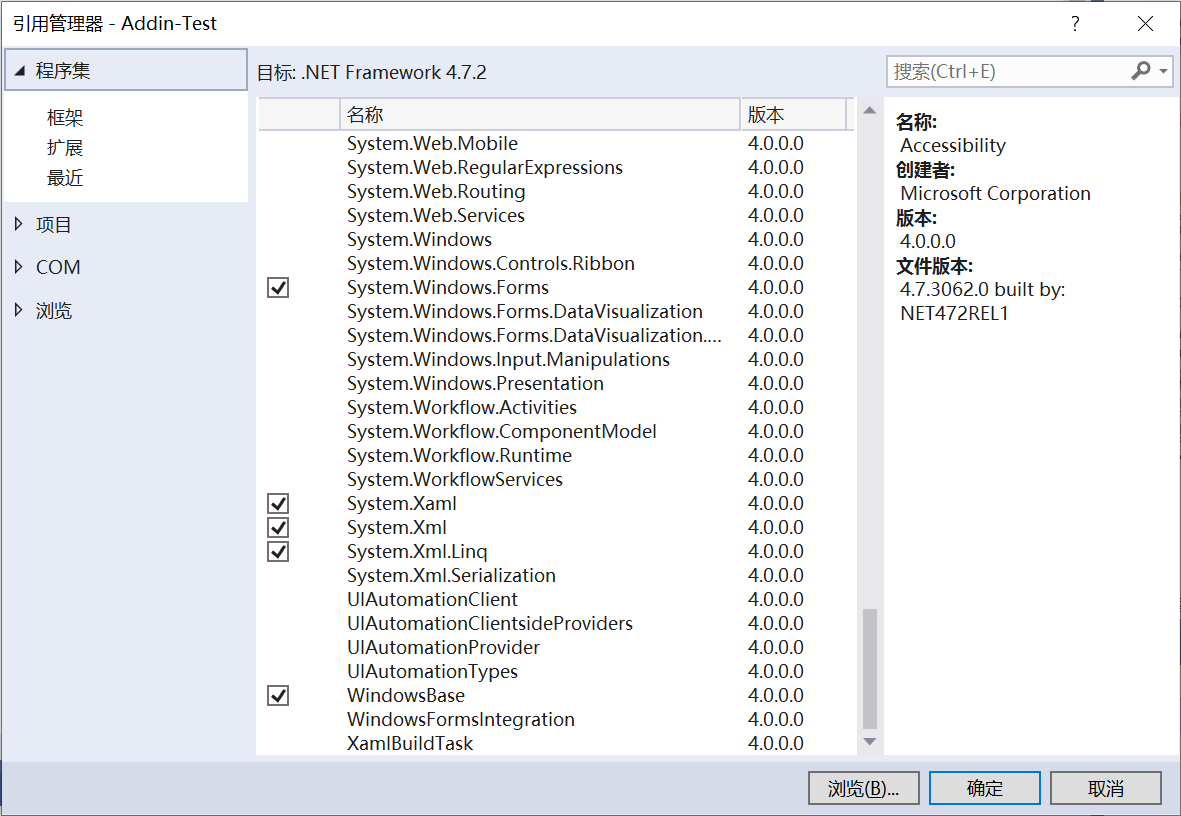 引用管理器 - Addin-Test
?
程序集
框架
扩展
最近
项目
COM
浏览
目标: .NET Framework 4.7.2
搜索(Ctrl+E)
名称 版本
System.Web.Mobile 4.0.0.0
System.Web.RegularExpressions 4.0.0.0
System.Web.Routing 4.0.0.0
System.Web.Services 4.0.0.0
System.Windows 4.0.0.0
System.Windows.Controls.Ribbon 4.0.0.0
System.Windows.Forms 4.0.0.0
System.Windows.Forms.DataVisualization 4.0.0.0
System.Windows.Forms.DataVisualization.... 4.0.0.0
System.Windows.Input.Manipulations 4.0.0.0
System.Windows.Presentation 4.0.0.0
System.Workflow.Activities 4.0.0.0
System.Workflow.ComponentModel 4.0.0.0
System.Workflow.Runtime 4.0.0.0
System.WorkflowServices 4.0.0.0
System.Xaml 4.0.0.0
System.Xml 4.0.0.0
System.Xml.Linq 4.0.0.0
System.Xml.Serialization 4.0.0.0
UIAutomationClient 4.0.0.0
UIAutomationClientsideProviders 4.0.0.0
UIAutomationProvider 4.0.0.0
UIAutomationTypes 4.0.0.0
WindowsBase 4.0.0.0
WindowsFormsIntegration 4.0.0.0
XamlBuildTask 4.0.0.0
名称:
Accessibility
创建者:
Microsoft Corporation
版本:
4.0.0.0
文件版本:
4.7.3062.0 built by:
NET472REL1
浏览(B)... 确定 取消